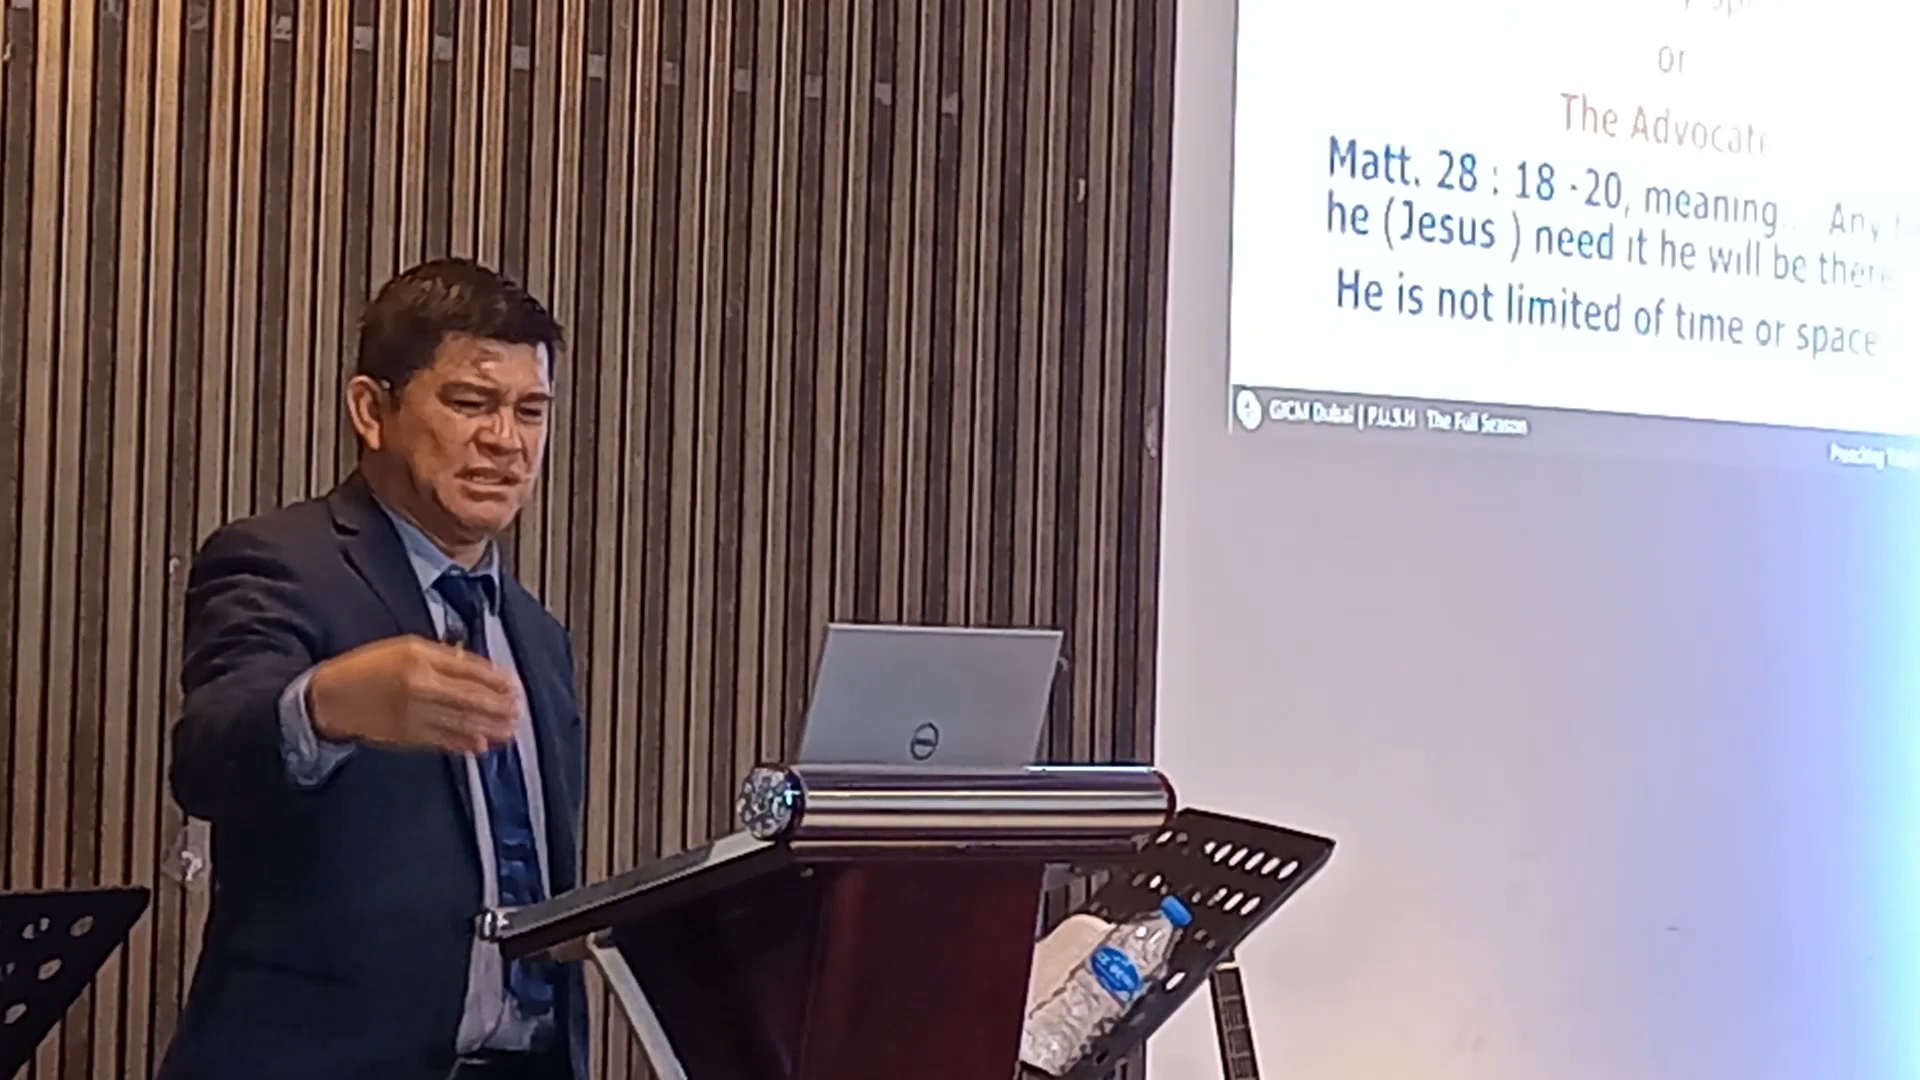 or
The Advocate
Matt. 28 : 18 -20, meaning.. Any
he (Jesus ) need it he will be there
He is not limited of time or space
GICM Dubai | P.U.S.H The Full Season